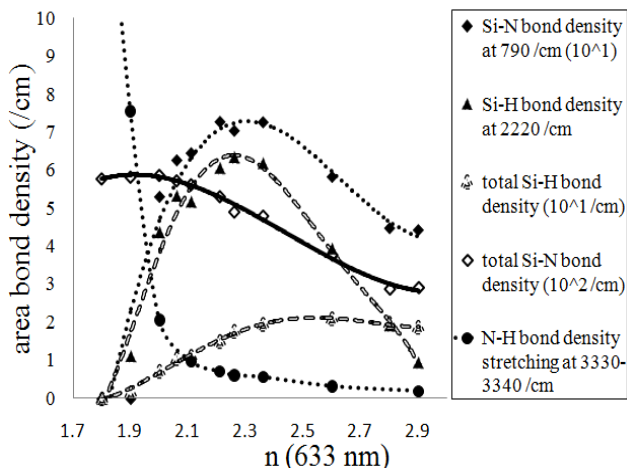 area bond density (/cm)
10
9
8
7
6
5
4
3
2
1
0
1.7 1.9 2.1 2.3 2.5 2.7 2.9
n (633 nm)
Si-N bond density
at 790 /cm (10^1)
Si-H bond density
at 2220 /cm
total Si-H bond
density (10^1/cm)
total Si-N bond
density (10^2/cm)
N-H bond density
stretching at 3330-
3340 /cm